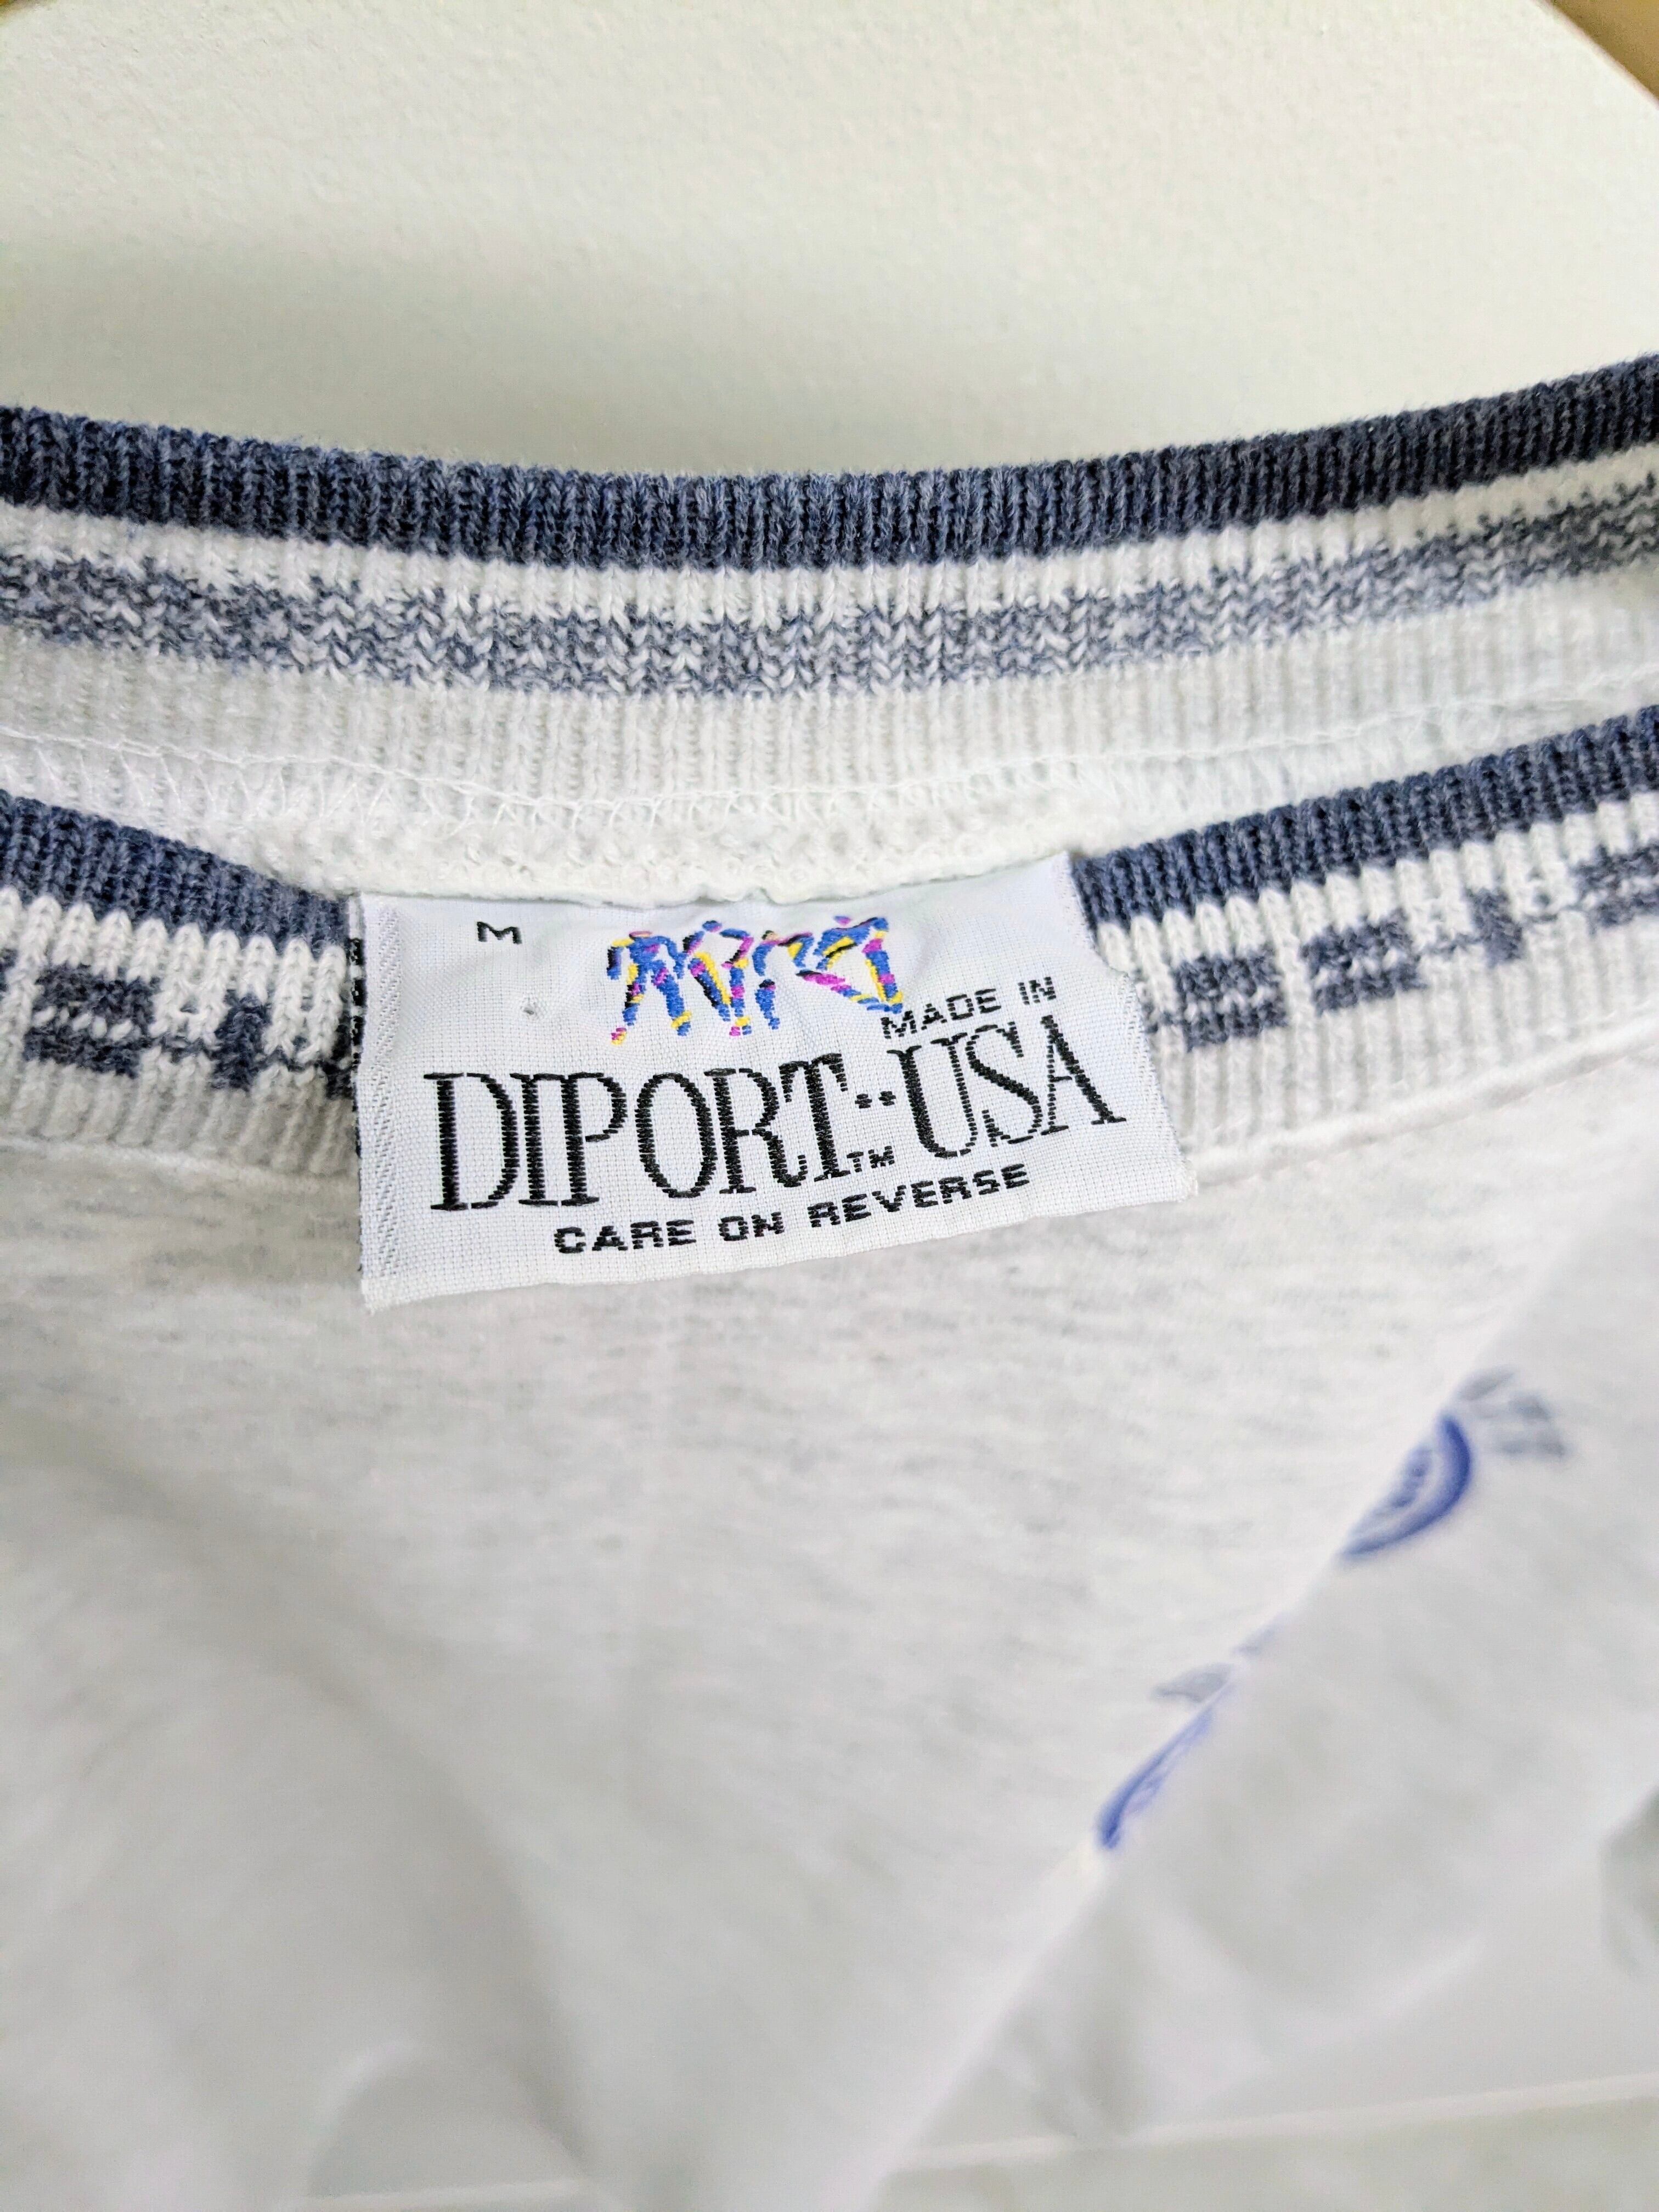 M
MADE IN
DIPORT··USA
TM
CARE ON REVERSE